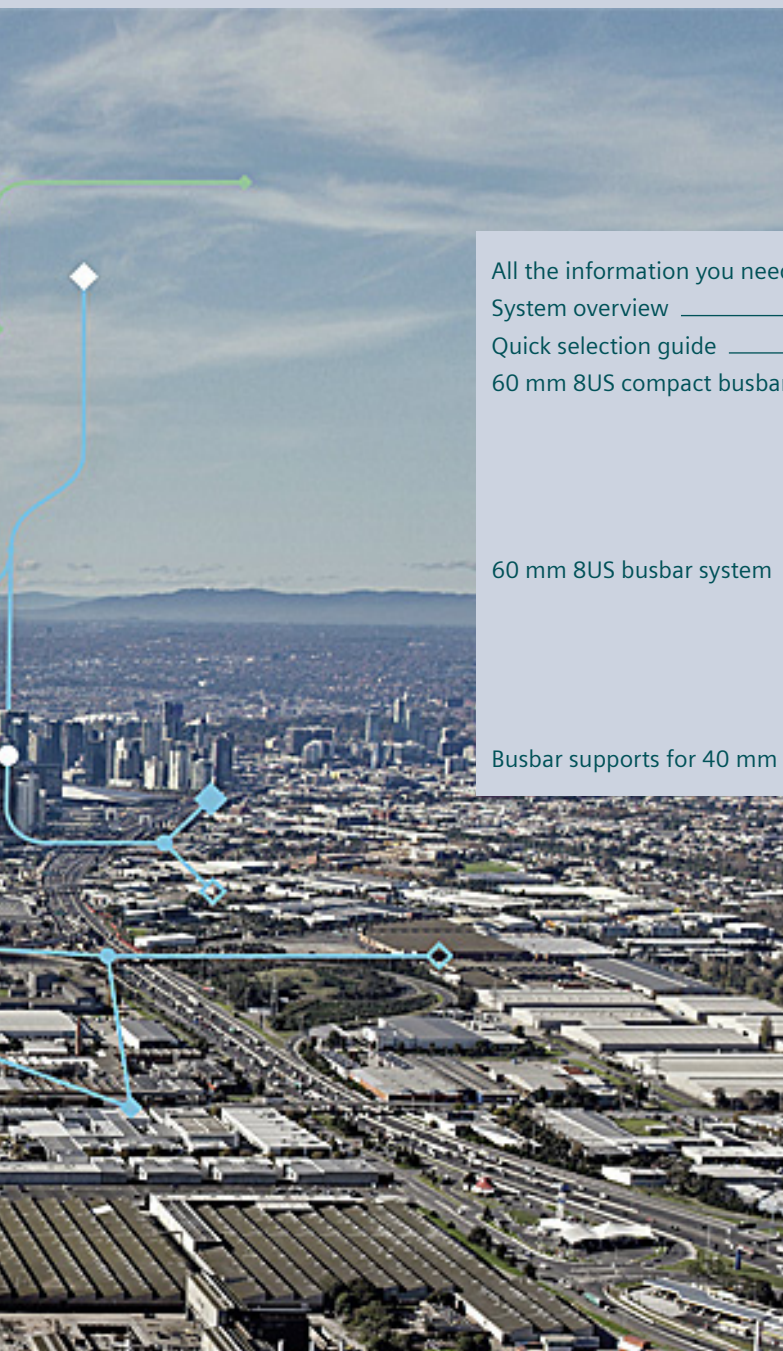 All the information you need
System overview
Quick selection guide
60 mm 8US compact busbar
60 mm 8US busbar system
Busbar supports for 40 mm